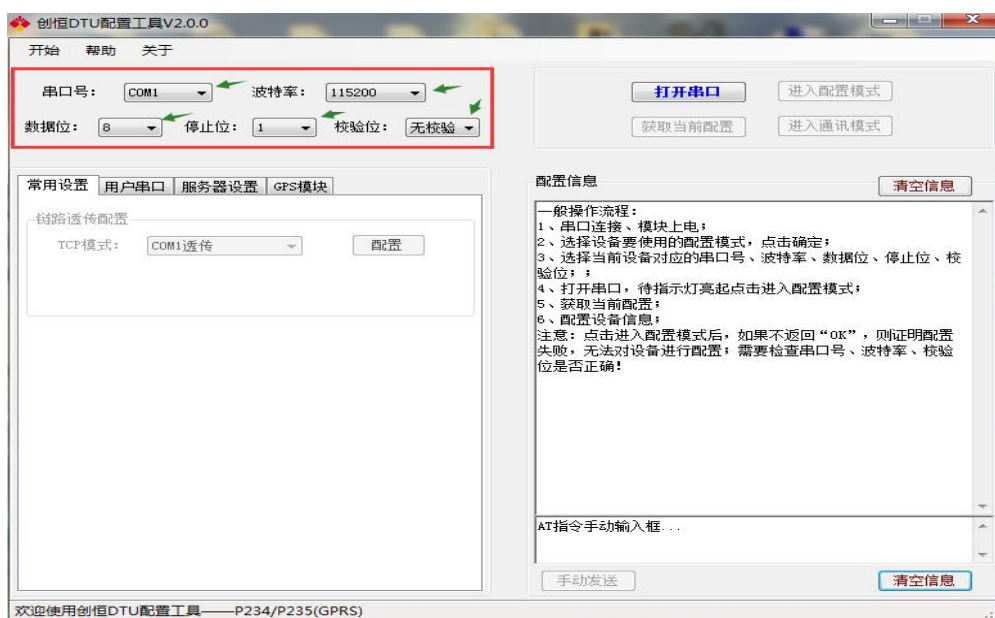 创恒DTU配置工具V2.0.0
开始 帮助 关于
串口号： COM1 波特率： 115200
数据位： 8 停止位： 1 校验位： 无校验
打开串口 进入配置模式
获取当前配置 进入通讯模式
常用设置 用户串口 服务器设置 GPS模块
链路透传配置
TCP模式： COM1透传 配置
配置信息 清空信息
一般操作流程：
1、串口连接、模块上电；
2、选择设备要使用的配置模式，点击确定；
3、选择当前设备对应的串口号、波特率、数据位、停止位、校
验位；；
4、打开串口，待指示灯亮起点击进入配置模式；
5、获取当前配置；
6、配置设备信息；
注意：点击进入配置模式后，如果不返回“OK”，则证明配置
失败，无法对设备进行配置；需要检查串口号、波特率、校验
位是否正确！
AT指令手动输入框...
手动发送 清空信息
欢迎使用创恒DTU配置工具——P234/P235(GPRS)